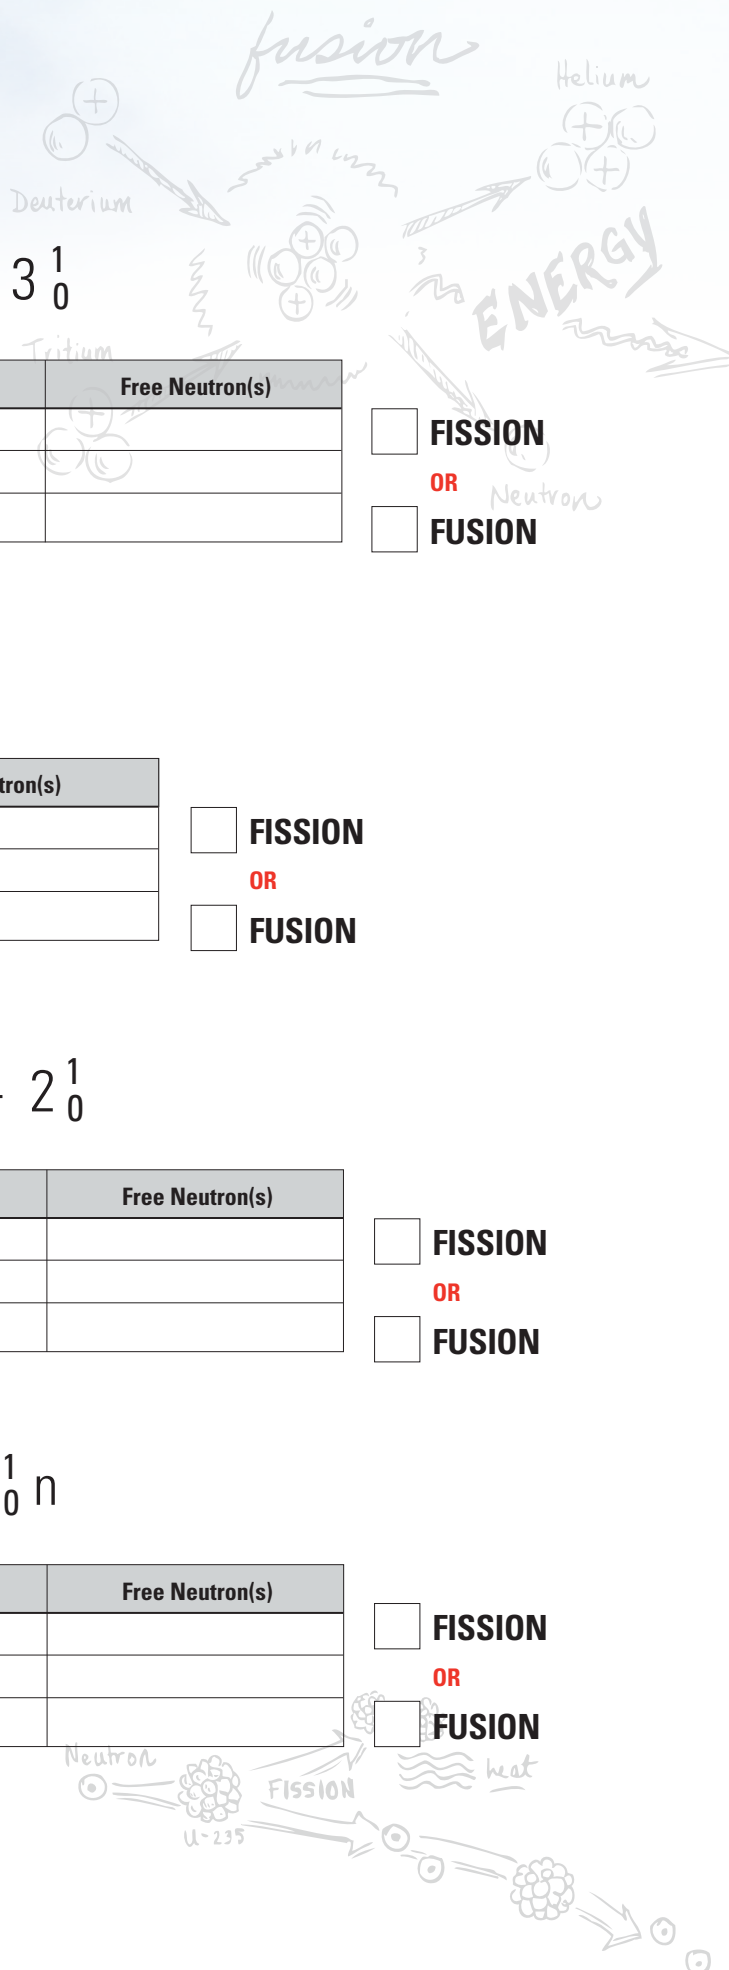 fusion
Helium
Deuterium
3 1 0
ENERGY
Tritium
Free Neutron(s)
FISSION
OR
Neutron
FUSION
tron(s)
FISSION
OR
FUSION
2 1 0
Free Neutron(s)
FISSION
OR
FUSION
1 0 n
Free Neutron(s)
FISSION
OR
FUSION
Neutron
heat
FISSION
U-235